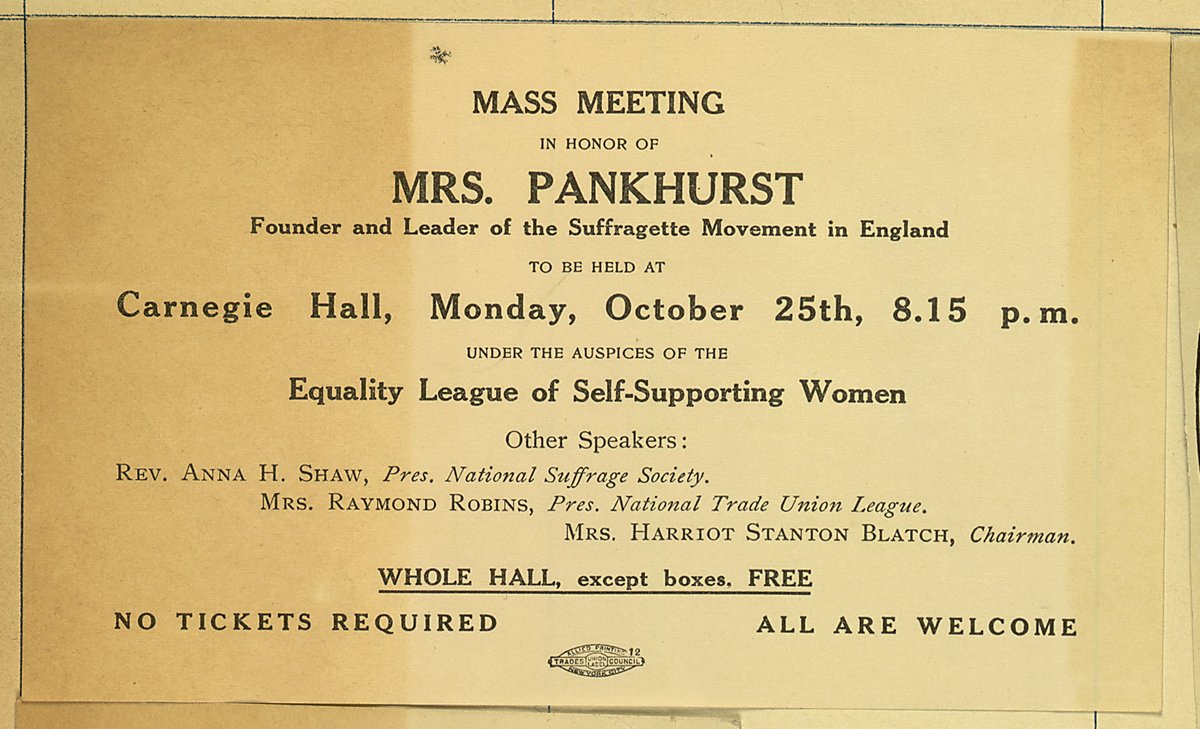 MASS MEETING
IN HONOR OF
MRS. PANKHURST
Founder and Leader of the Suffragette Movement in England
TO BE HELD AT
Carnegie Hall, Monday, October 25th, 8.15 p.m.
UNDER THE AUSPICES OF THE
Equality League of Self-Supporting Women
Other Speakers:
REV. ANNA H. SHAW, Pres. National Suffrage Society.
MRS. RAYMOND ROBINS, Pres. National Trade Union League.
MRS. HARRIOT STANTON BLATCH, Chairman.
WHOLE HALL, except boxes. FREE
NO TICKETS REQUIRED ALL ARE WELCOME
ALLIED PRINTING 12
TRADES UNION LABEL COUNCIL
NEW YORK CITY